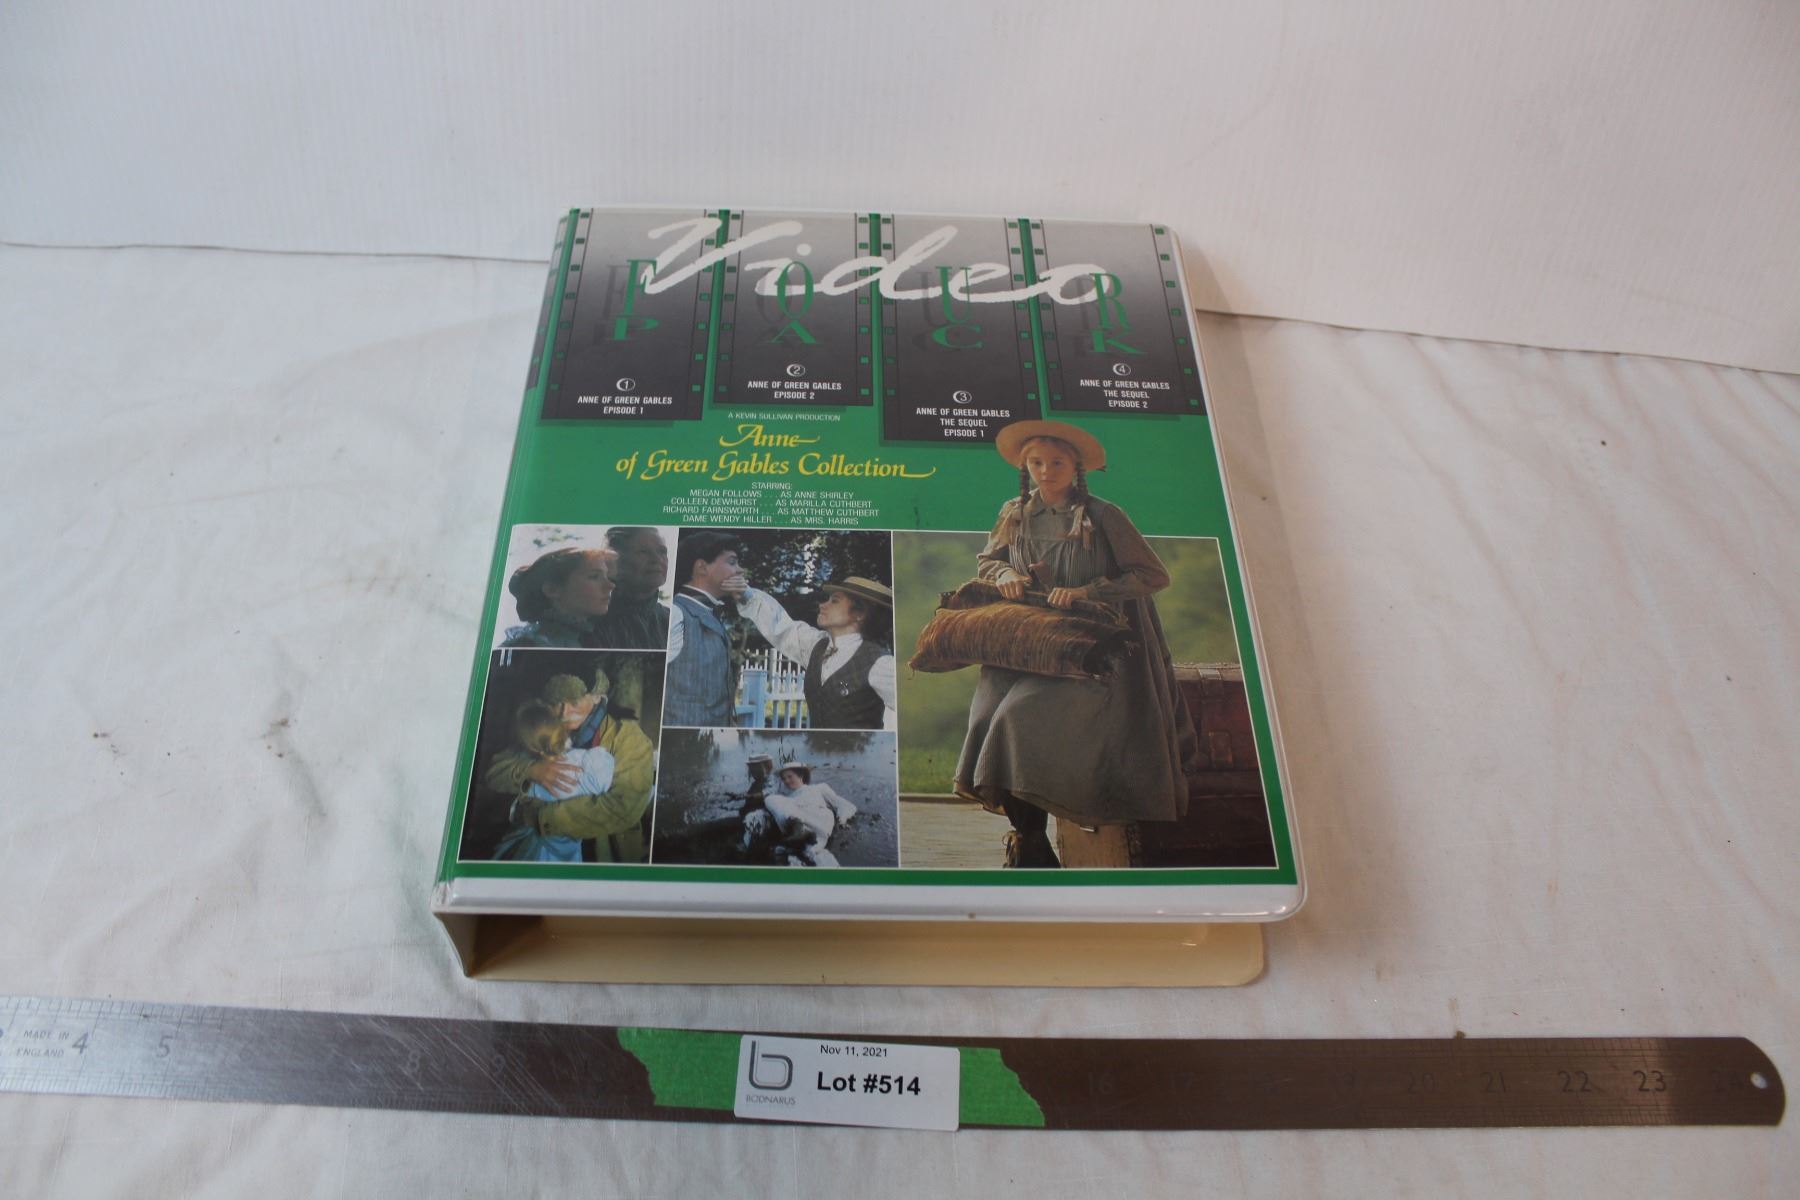 Video
FOUR
PACK
1
ANNE OF GREEN GABLES
EPISODE 1
2
ANNE OF GREEN GABLES
EPISODE 2
3
ANNE OF GREEN GABLES
THE SEQUEL
EPISODE 1
4
ANNE OF GREEN GABLES
THE SEQUEL
EPISODE 2
A KEVIN SULLIVAN PRODUCTION
Anne
of Green Gables Collection
STARRING:
MEGAN FOLLOWS . . . AS ANNE SHIRLEY
COLLEEN DEWHURST . . . AS MARILLA CUTHBERT
RICHARD FARNSWORTH . . . AS MATTHEW CUTHBERT
DAME WENDY HILLER . . . AS MRS. HARRIS
MADE IN
ENGLAND
4 5 8 9 16 17 19 20 21 22 23 24
Nov 11, 2021
Lot #514
b
BODNARUS